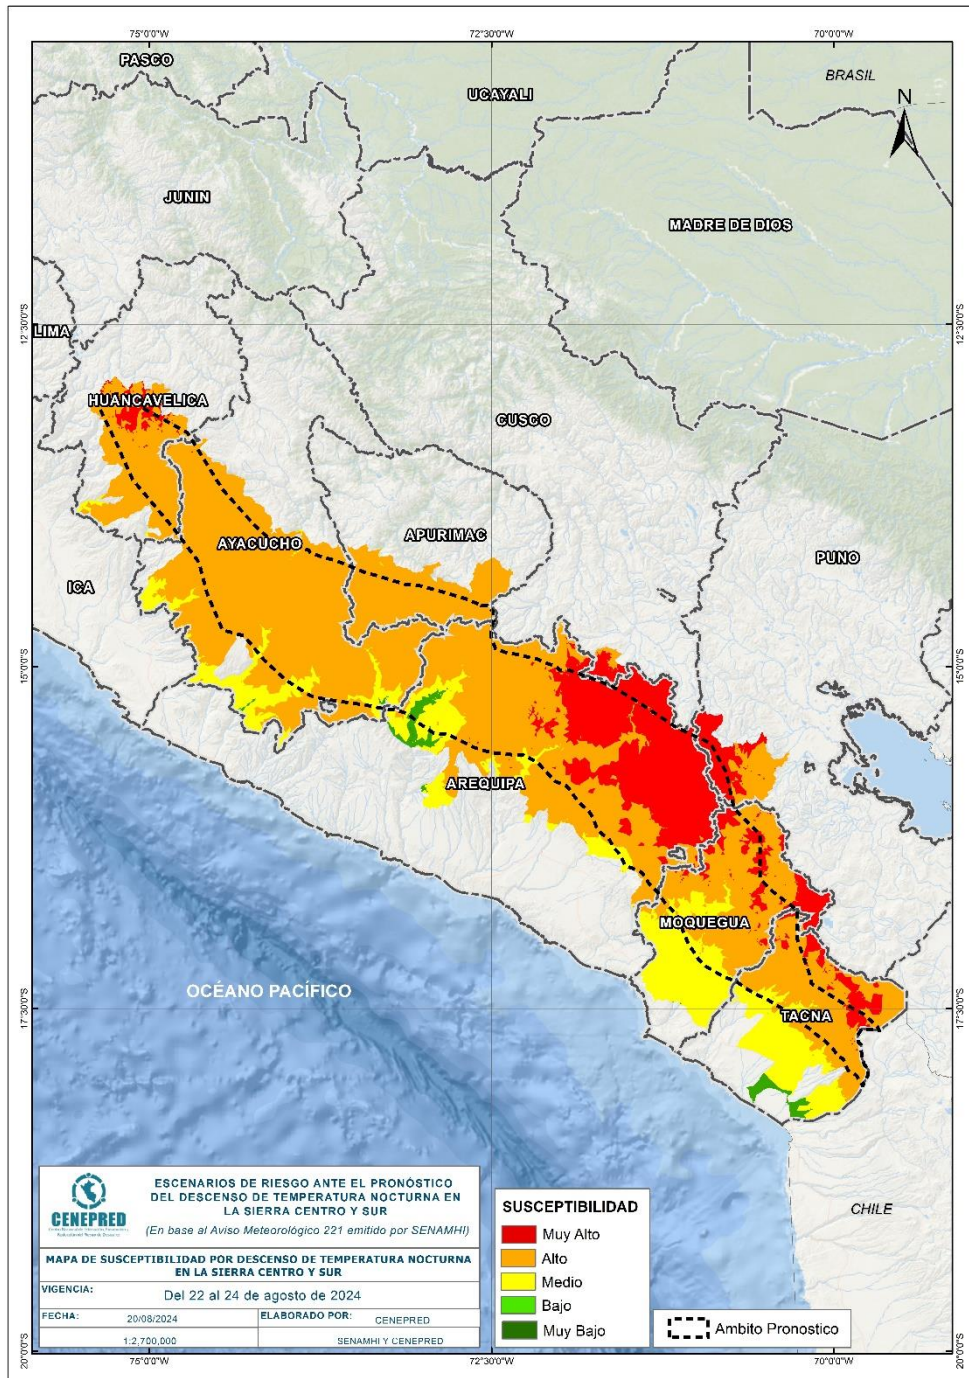 75°0'0"W
72°30'0"W
70°0'0"W
PASCO
UCAYALI
BRASIL
N
JUNIN
MADRE DE DIOS
12°30'0"S
12°30'0"S
LIMA
HUANCAVELICA
CUSCO
AYACUCHO
APURIMAC
PUNO
ICA
15°0'0"S
15°0'0"S
AREQUIPA
MOQUEGUA
OCÉANO PACÍFICO
17°30'0"S
17°30'0"S
TACNA
CHILE
CENEPRED
ESCENARIOS DE RIESGO ANTE EL PRONÓSTICO
DEL DESCENSO DE TEMPERATURA NOCTURNA EN
LA SIERRA CENTRO Y SUR
(En base al Aviso Meteorológico 221 emitido por SENAMHI)
MAPA DE SUSCEPTIBILIDAD POR DESCENSO DE TEMPERATURA NOCTURNA
EN LA SIERRA CENTRO Y SUR
VIGENCIA:
Del 22 al 24 de agosto de 2024
FECHA:
20/08/2024
ELABORADO POR:
CENEPRED
1:2,700,000
SENAMHI Y CENEPRED
SUSCEPTIBILIDAD
Muy Alto
Alto
Medio
Bajo
Muy Bajo
Ambito Pronostico
20°0'0"S
20°0'0"S
75°0'0"W
72°30'0"W
70°0'0"W